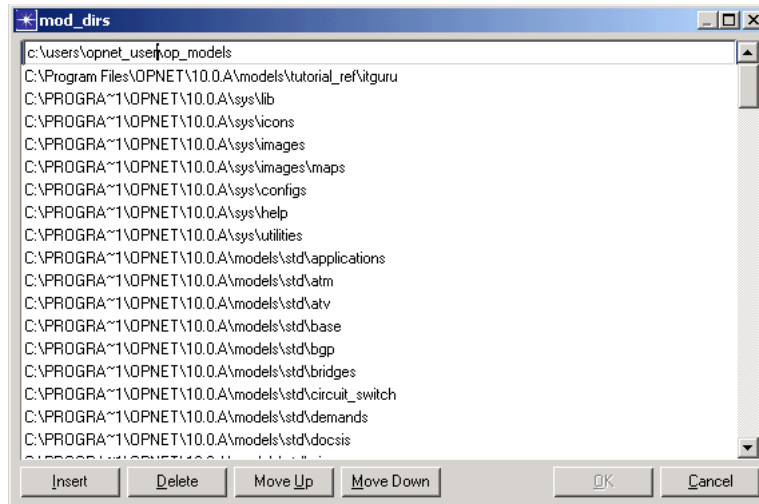 mod_dirs
c:\users\opnet_user\op_models
C:\Program Files\OPNET\10.0.A\models\tutorial_ref\itguru
C:\PROGRA~1\OPNET\10.0.A\sys\lib
C:\PROGRA~1\OPNET\10.0.A\sys\icons
C:\PROGRA~1\OPNET\10.0.A\sys\images
C:\PROGRA~1\OPNET\10.0.A\sys\images\maps
C:\PROGRA~1\OPNET\10.0.A\sys\configs
C:\PROGRA~1\OPNET\10.0.A\sys\help
C:\PROGRA~1\OPNET\10.0.A\sys\utilities
C:\PROGRA~1\OPNET\10.0.A\models\std\applications
C:\PROGRA~1\OPNET\10.0.A\models\std\atm
C:\PROGRA~1\OPNET\10.0.A\models\std\atv
C:\PROGRA~1\OPNET\10.0.A\models\std\base
C:\PROGRA~1\OPNET\10.0.A\models\std\bgp
C:\PROGRA~1\OPNET\10.0.A\models\std\bridges
C:\PROGRA~1\OPNET\10.0.A\models\std\circuit_switch
C:\PROGRA~1\OPNET\10.0.A\models\std\demands
C:\PROGRA~1\OPNET\10.0.A\models\std\docsis
Insert Delete Move Up Move Down OK Cancel